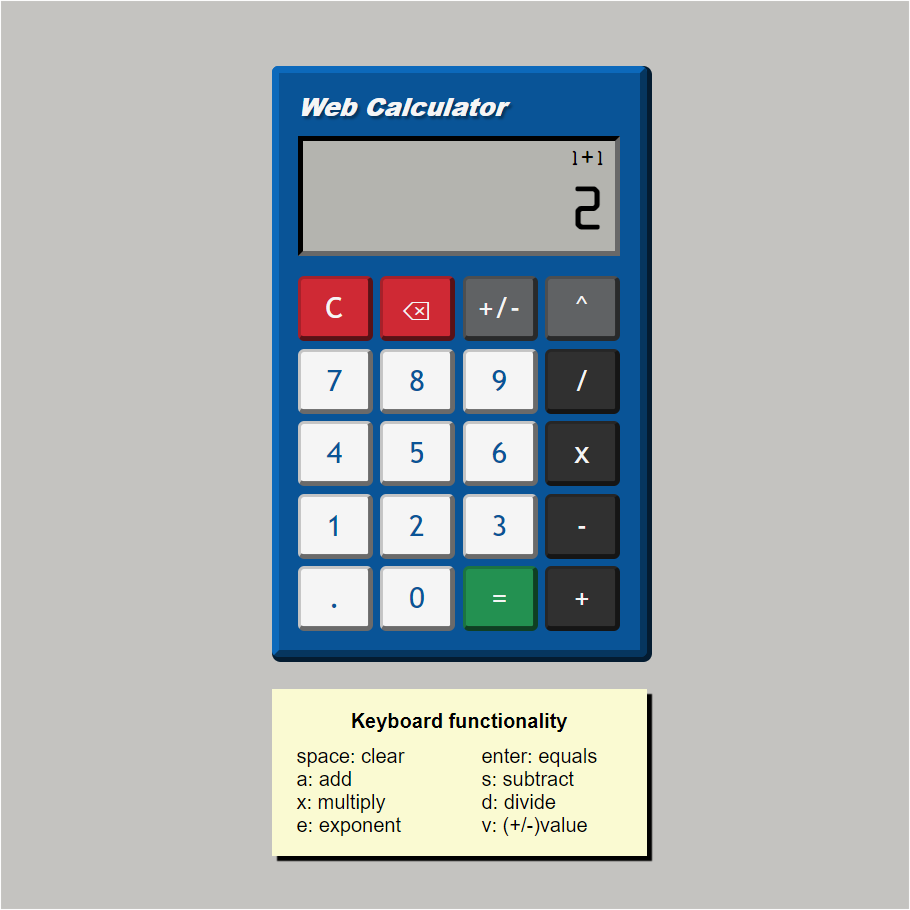 Web Calculator
1+1
2
C +/- ^
7 8 9 /
4 5 6 x
1 2 3 -
. 0 = +
Keyboard functionality
space: clear enter: equals
a: add s: subtract
x: multiply d: divide
e: exponent v: (+/-)value